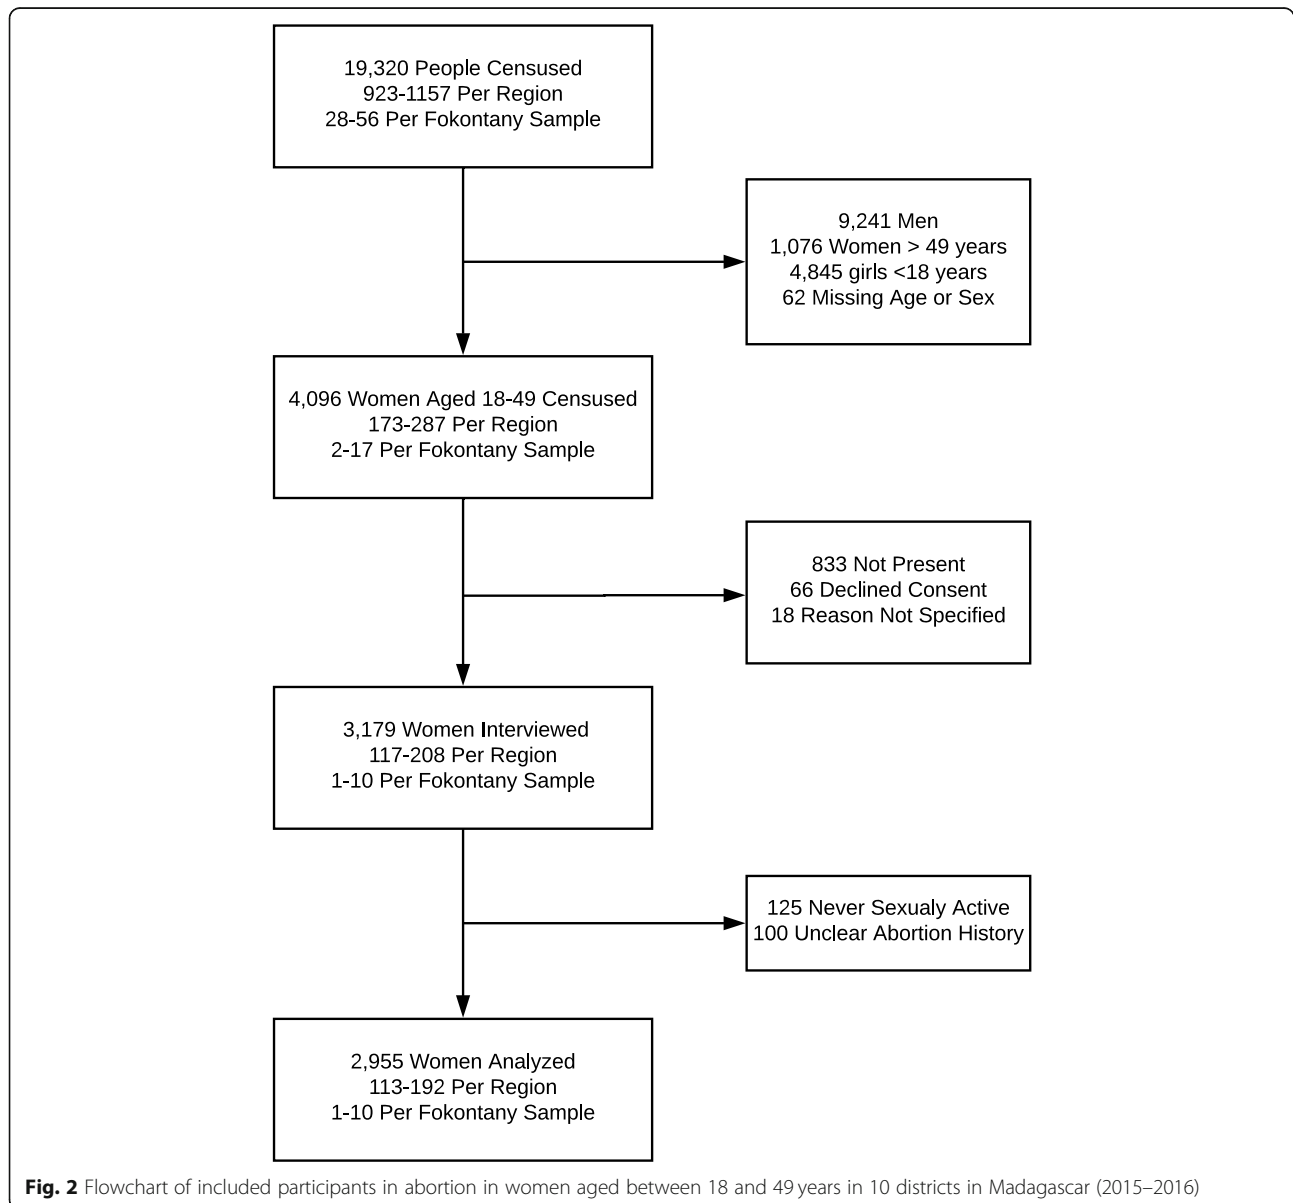 19,320 People Censused
923-1157 Per Region
28-56 Per Fokontany Sample
9,241 Men
1,076 Women > 49 years
4,845 girls <18 years
62 Missing Age or Sex
4,096 Women Aged 18-49 Censused
173-287 Per Region
2-17 Per Fokontany Sample
833 Not Present
66 Declined Consent
18 Reason Not Specified
3,179 Women Interviewed
117-208 Per Region
1-10 Per Fokontany Sample
125 Never Sexualy Active
100 Unclear Abortion History
2,955 Women Analyzed
113-192 Per Region
1-10 Per Fokontany Sample
Fig. 2 Flowchart of included participants in abortion in women aged between 18 and 49 years in 10 districts in Madagascar (2015–2016)